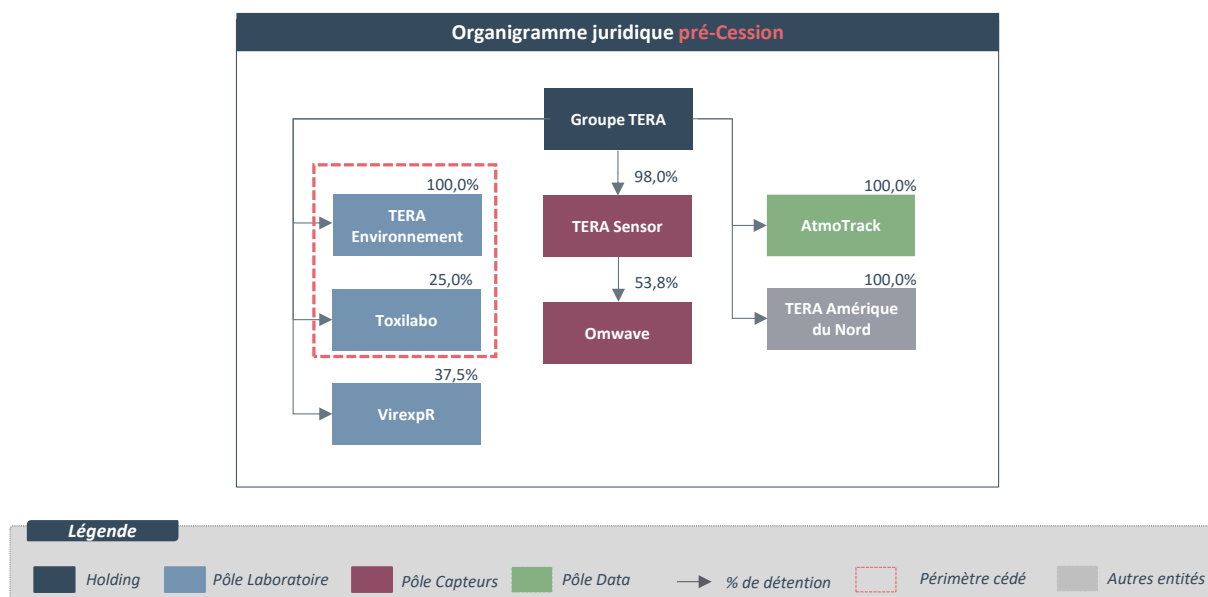 Organigramme juridique pré-Cession
Groupe TERA
100,0%
TERA
Environnement
25,0%
Toxilabo
37,5%
VirexpR
98,0%
TERA Sensor
53,8%
Omwave
100,0%
AtmoTrack
100,0%
TERA Amérique
du Nord
Légende
Holding
Pôle Laboratoire
Pôle Capteurs
Pôle Data
% de détention
Périmètre cédé
Autres entités